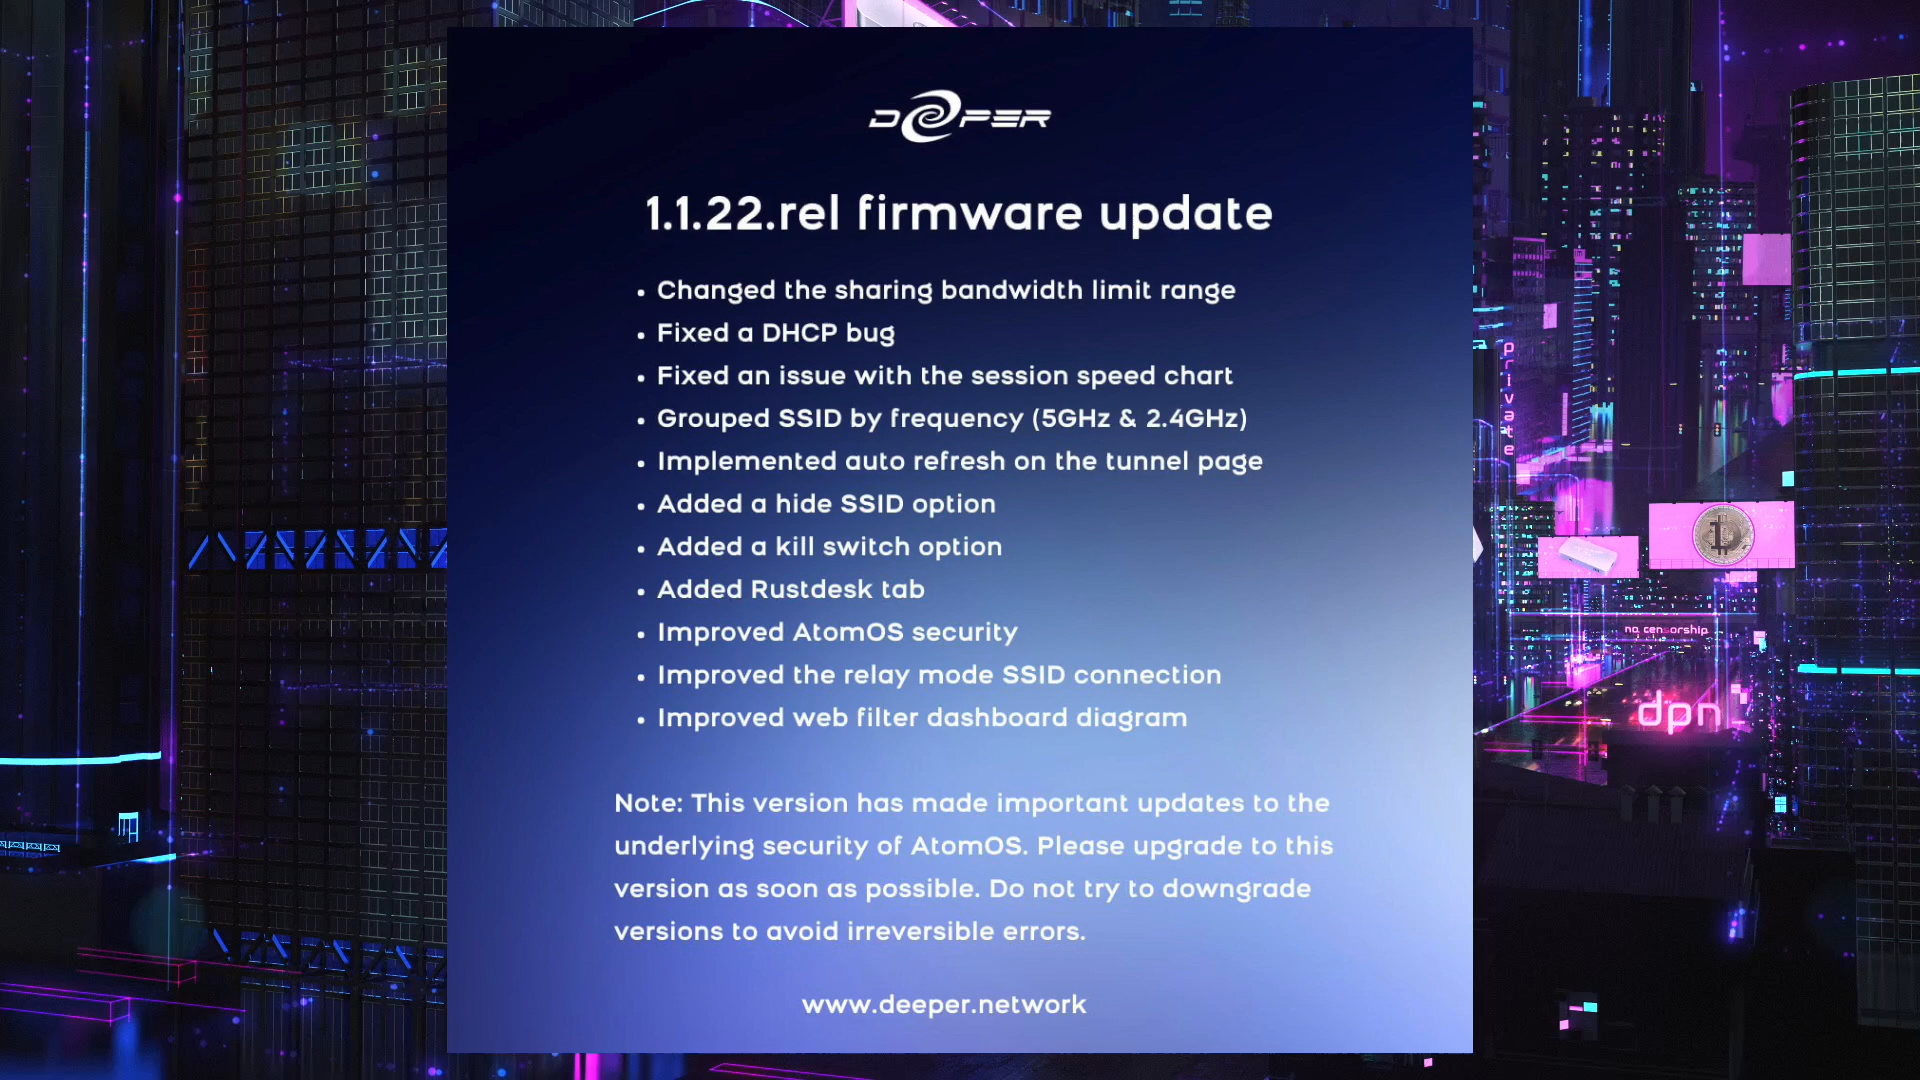 DEEPER
1.1.22.rel firmware update
• Changed the sharing bandwidth limit range
• Fixed a DHCP bug
• Fixed an issue with the session speed chart
• Grouped SSID by frequency (5GHz & 2.4GHz)
• Implemented auto refresh on the tunnel page
• Added a hide SSID option
• Added a kill switch option
• Added Rustdesk tab
• Improved AtomOS security
• Improved the relay mode SSID connection
• Improved web filter dashboard diagram
Note: This version has made important updates to the
underlying security of AtomOS. Please upgrade to this
version as soon as possible. Do not try to downgrade
versions to avoid irreversible errors.
www.deeper.network
private
no censorship
dpn